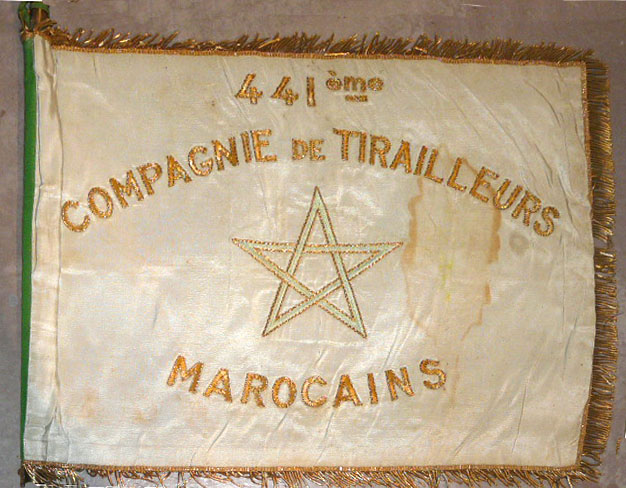 441ème
COMPAGNIE DE TIRAILLEURS
MAROCAINS